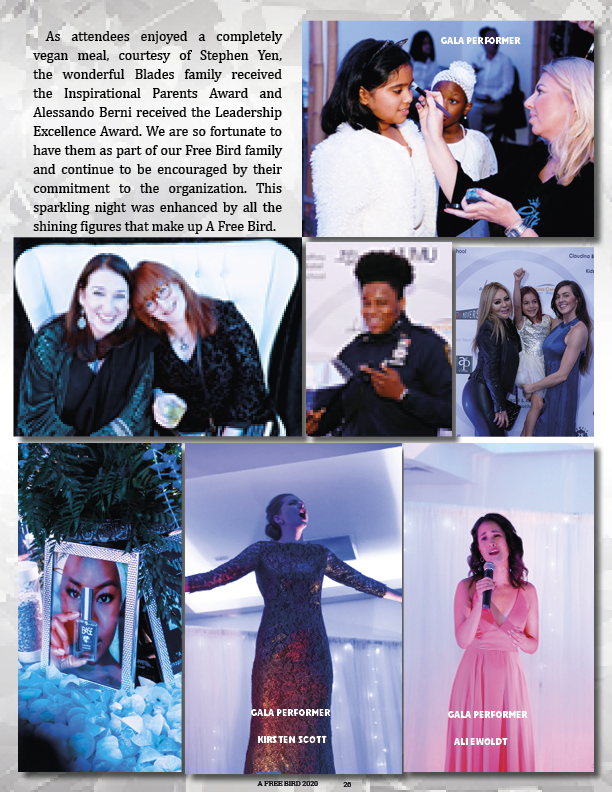 As attendees enjoyed a completely
vegan meal, courtesy of Stephen Yen,
the wonderful Blades family received
the Inspirational Parents Award and
Alessando Berni received the Leadership
Excellence Award. We are so fortunate to
have them as part of our Free Bird family
and continue to be encouraged by their
commitment to the organization. This
sparkling night was enhanced by all the
shining figures that make up A Free Bird.
GALA PERFORMER
school
Claudina B
Kids
BASE
GALA PERFORMER
KIRSTEN SCOTT
GALA PERFORMER
ALI EWOLDT
A FREE BIRD 2020 26